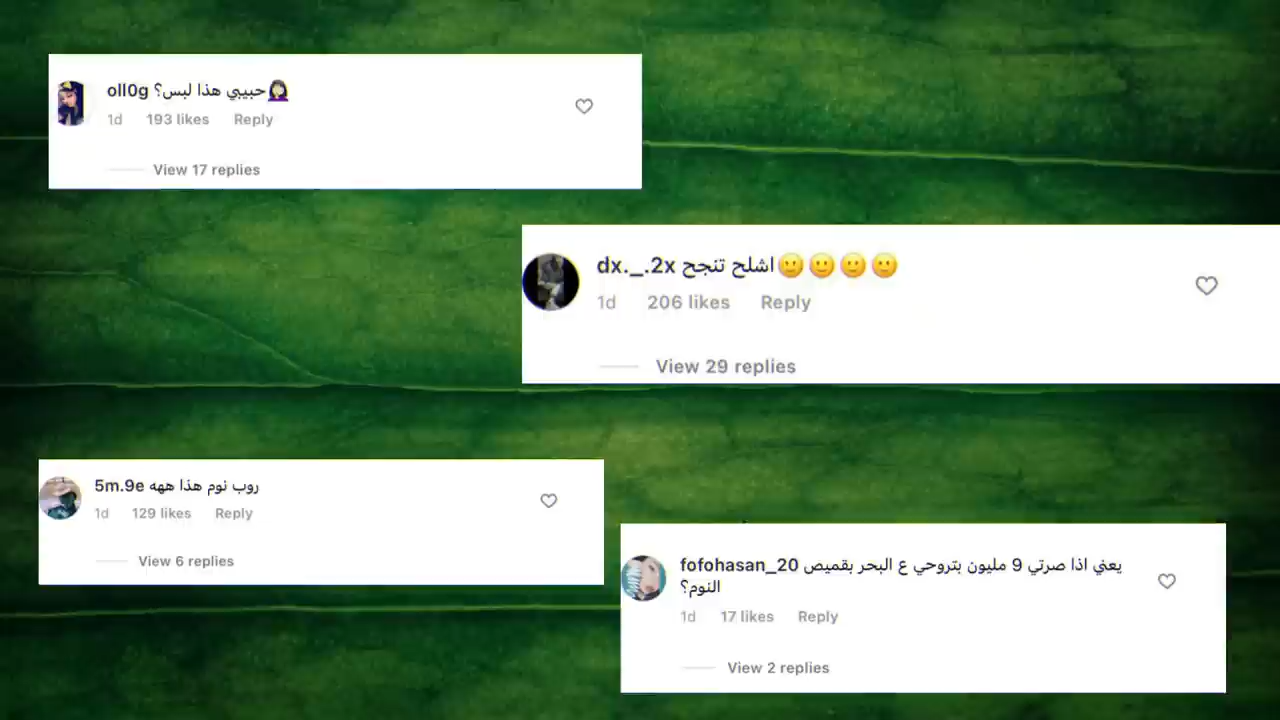 oll0g حبيبي هذا لبس؟🤦🏻‍♀️
1d 193 likes Reply
View 17 replies
dx._.2x اشلح تنجح🙂🙂🙂🙂
1d 206 likes Reply
View 29 replies
5m.9e روب نوم هذا ههه
1d 129 likes Reply
View 6 replies
fofohasan_20 يعني اذا صرتي 9 مليون بتروحي ع البحر بقميص
النوم؟
1d 17 likes Reply
View 2 replies